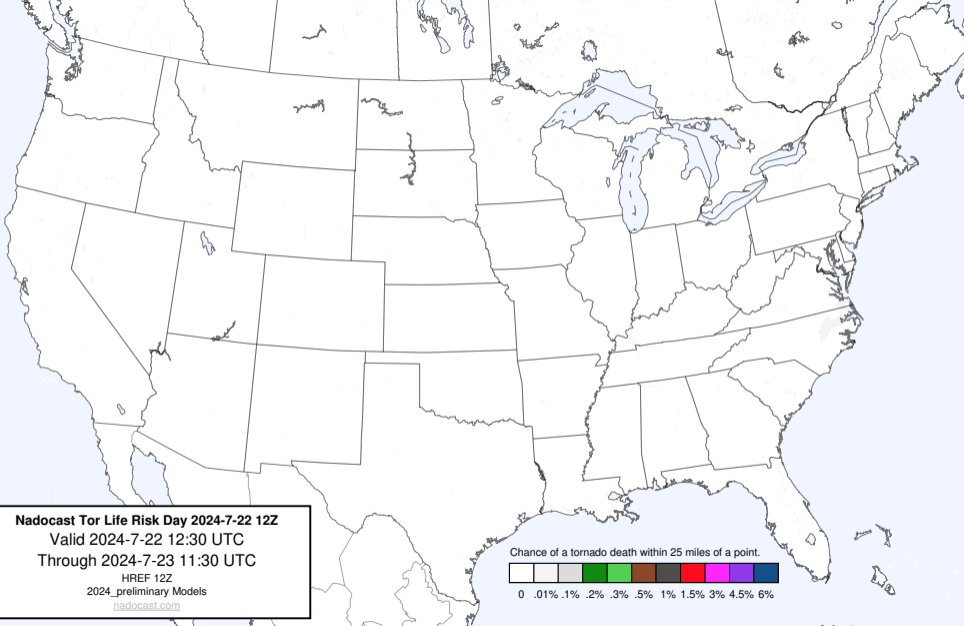 Nadocast Tor Life Risk Day 2024-7-22 12Z
Valid 2024-7-22 12:30 UTC
Through 2024-7-23 11:30 UTC
HREF 12Z
2024_preliminary Models
nadocast.com
Chance of a tornado death within 25 miles of a point.
0 .01% .1% .2% .3% .5% 1% 1.5% 3% 4.5% 6%